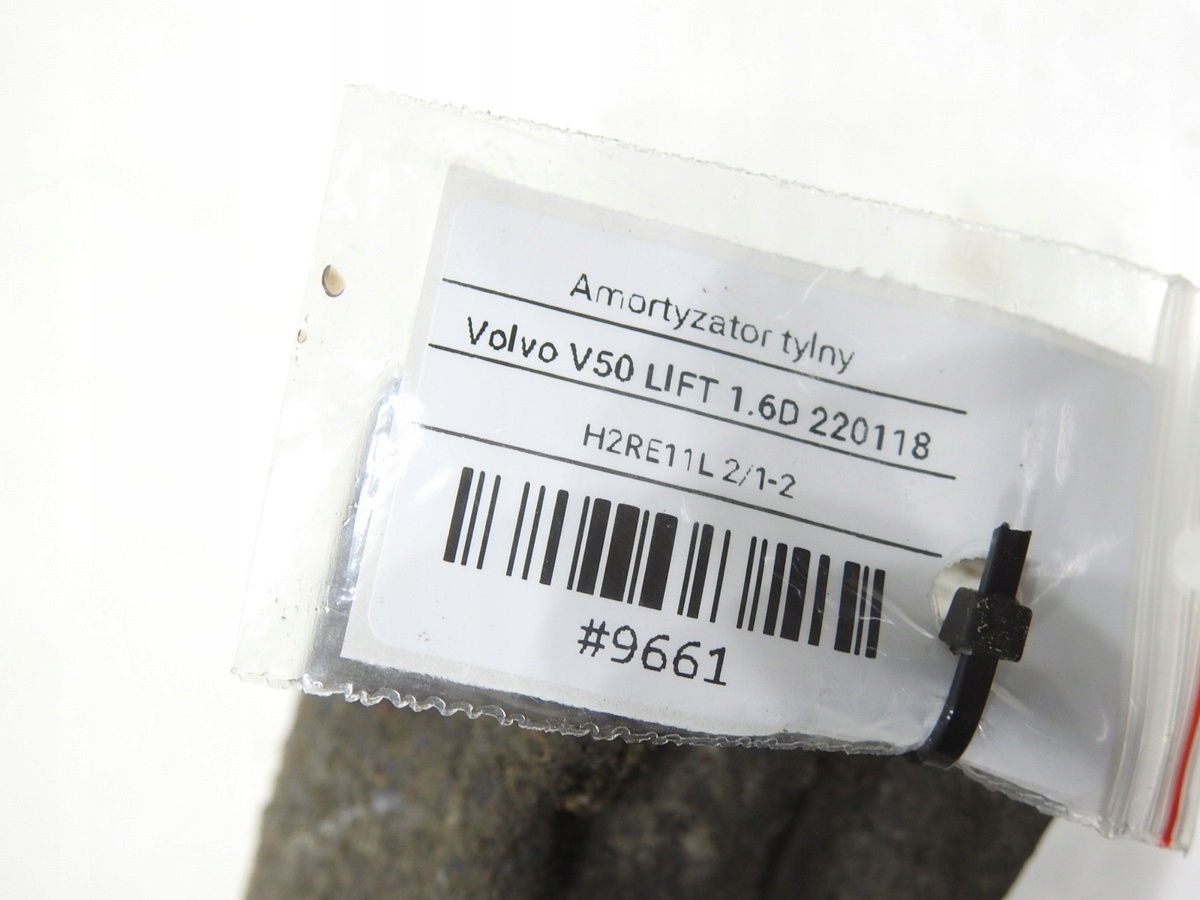 Amortyzator tylny
Volvo V50 LIFT 1.6D 220118
H2RE11L 2/1-2
#9661